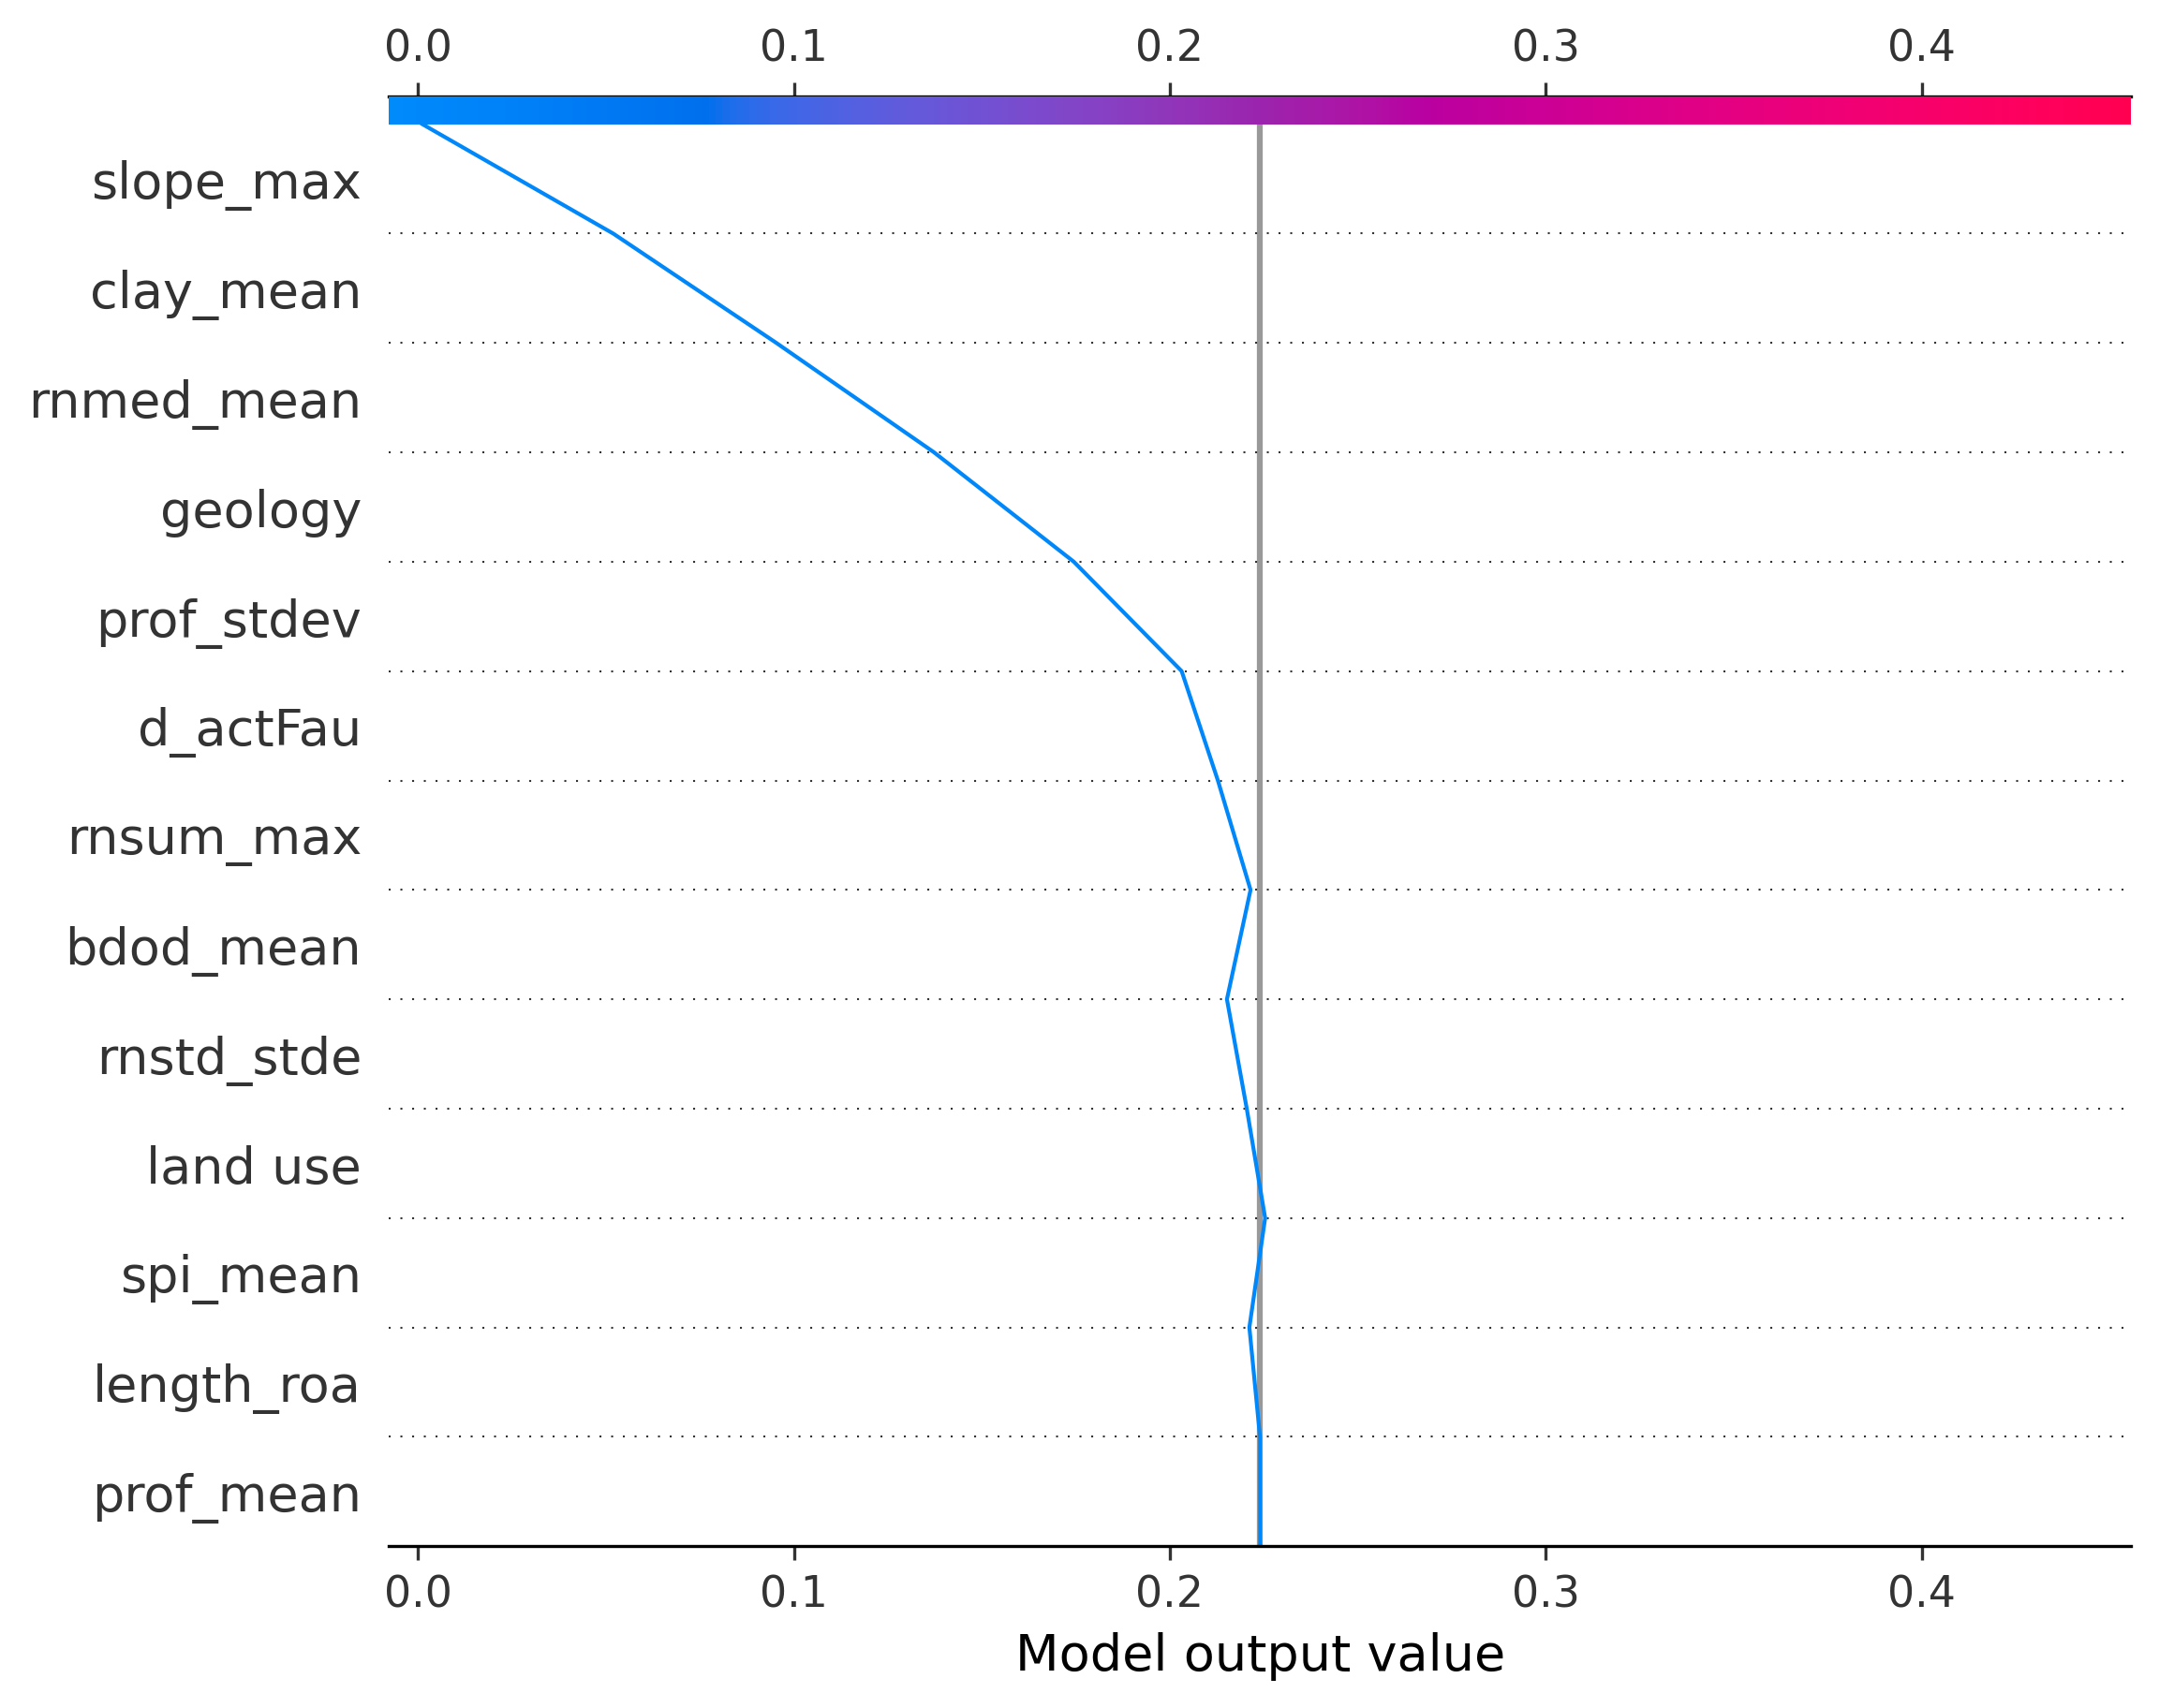 0.0 0.1 0.2 0.3 0.4
slope_max
clay_mean
rnmed_mean
geology
prof_stdev
d_actFau
rnsum_max
bdod_mean
rnstd_stde
land use
spi_mean
length_roa
prof_mean
0.0 0.1 0.2 0.3 0.4
Model output value